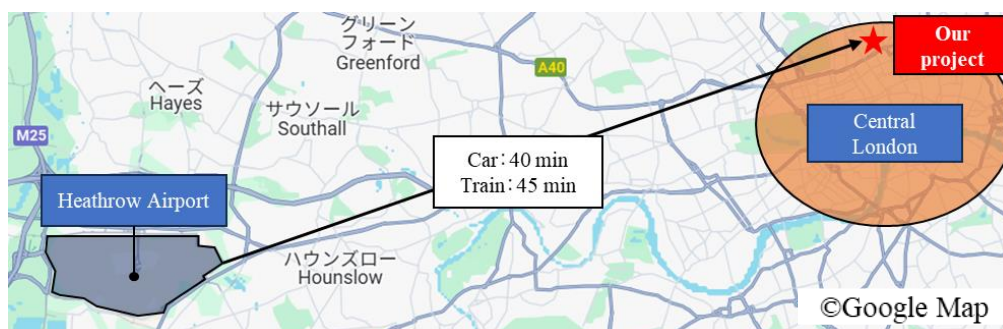 グリーン
フォード
Greenford
A40
Our
project
ヘーズ
Hayes
サウソール
Southall
M25
Central
London
Car：40 min
Train：45 min
Heathrow Airport
ハウンズロー
Hounslow
©Google Map